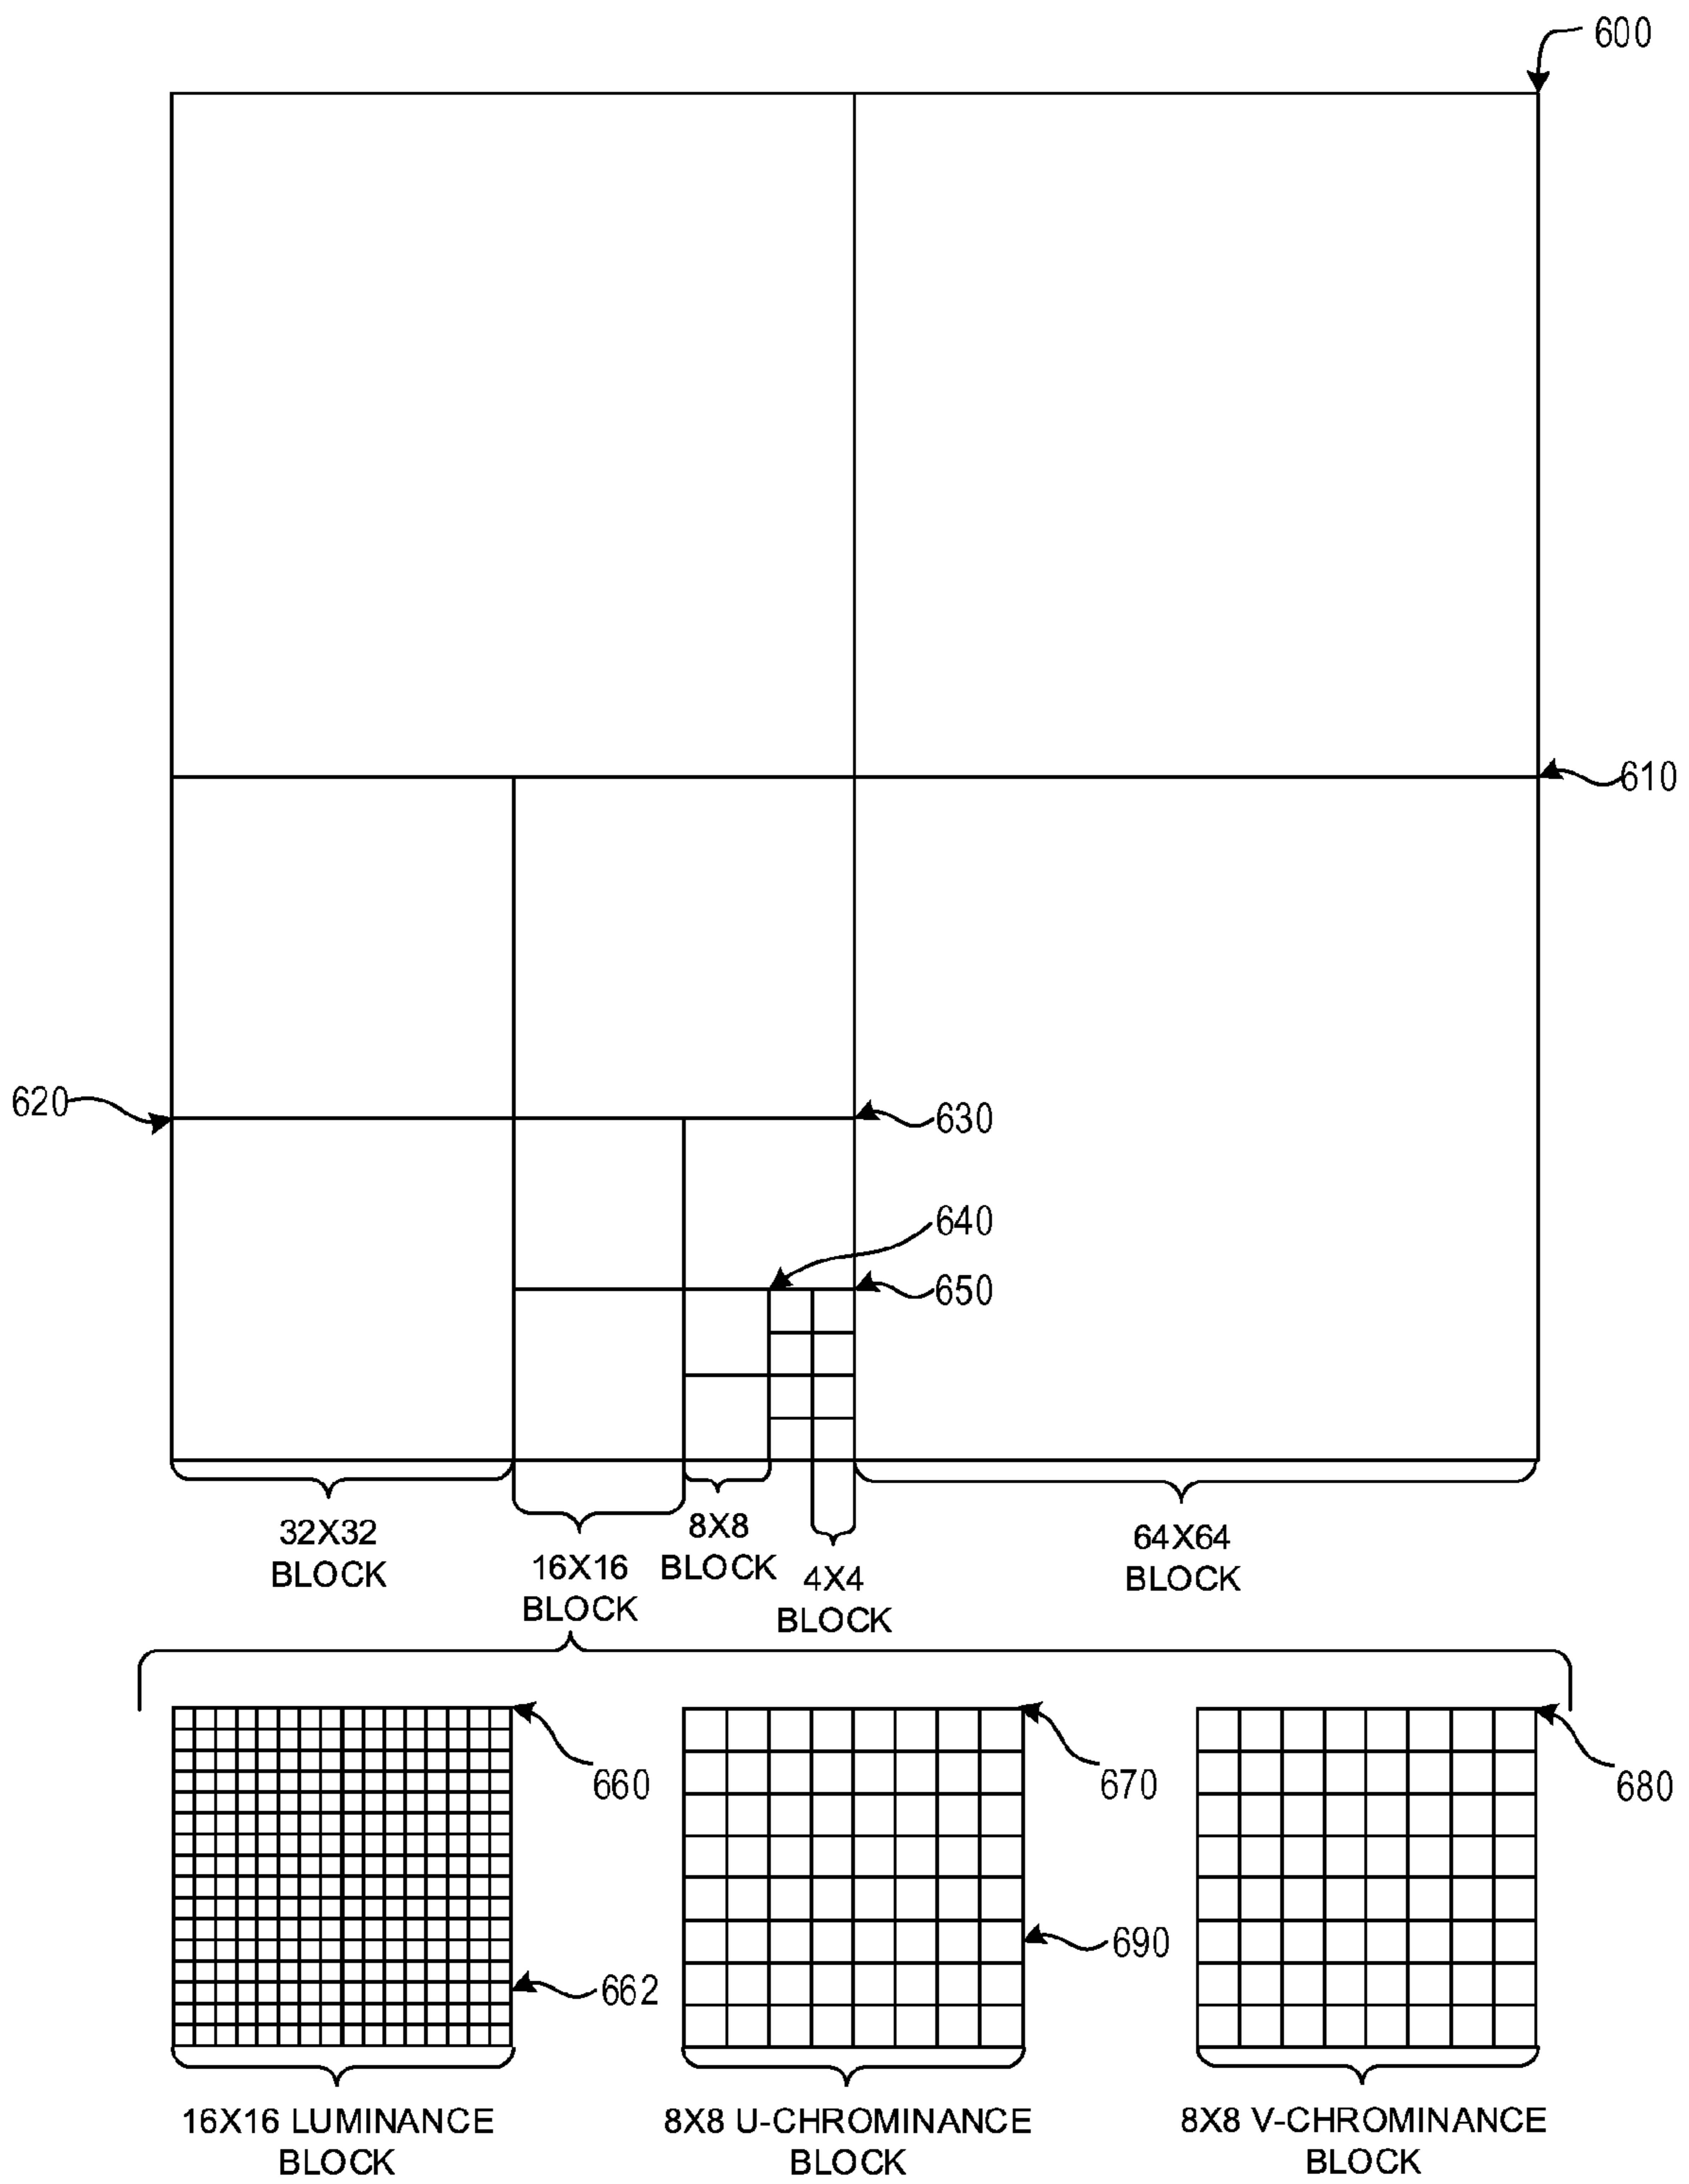 600
610
620
630
640
650
32X32
BLOCK
16X16
BLOCK
8X8
BLOCK
4X4
BLOCK
64X64
BLOCK
660
670
680
690
662
16X16 LUMINANCE
BLOCK
8X8 U-CHROMINANCE
BLOCK
8X8 V-CHROMINANCE
BLOCK